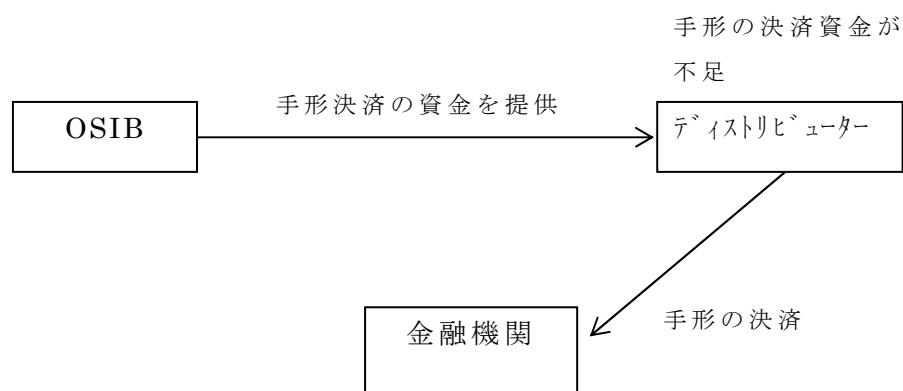 手形の決済資金が
不足
手形決済の資金を提供
OSIB
ディストリビューター
手形の決済
金融機関